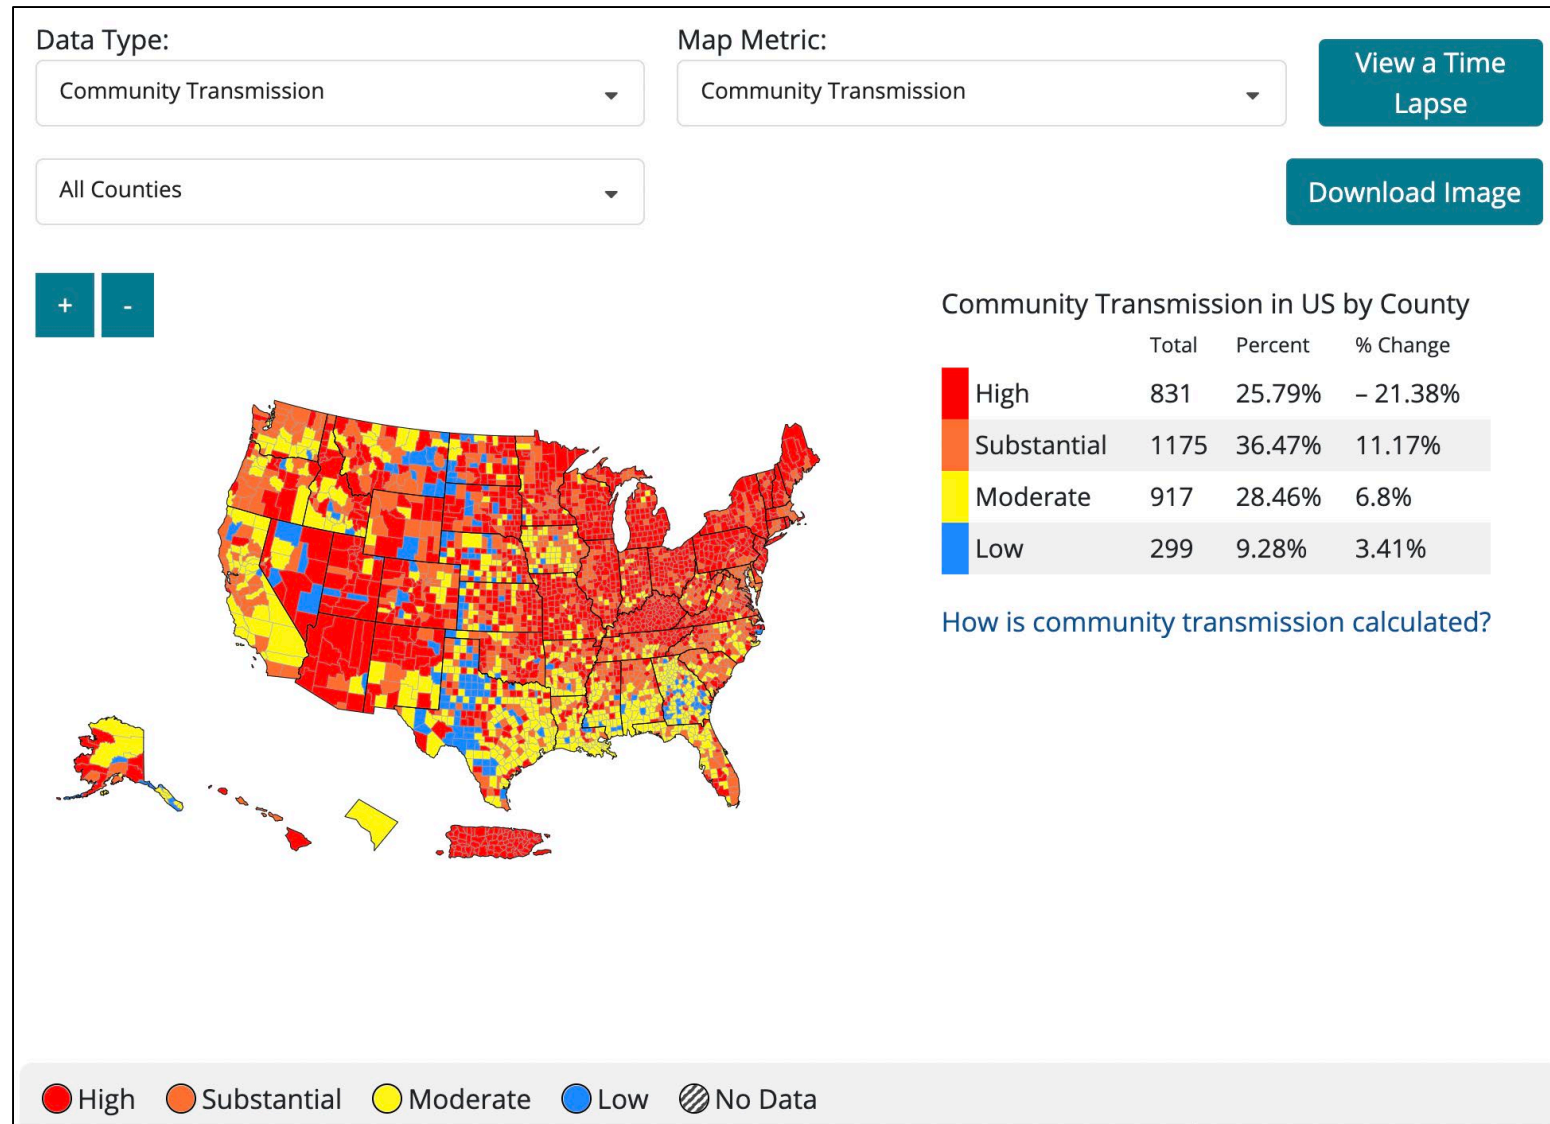 Data Type:
Map Metric:
Community Transmission
Community Transmission
View a Time
Lapse
All Counties
Download Image
+ -
Community Transmission in US by County
Total Percent % Change
High 831 25.79% – 21.38%
Substantial 1175 36.47% 11.17%
Moderate 917 28.46% 6.8%
Low 299 9.28% 3.41%
How is community transmission calculated?
High Substantial Moderate Low No Data